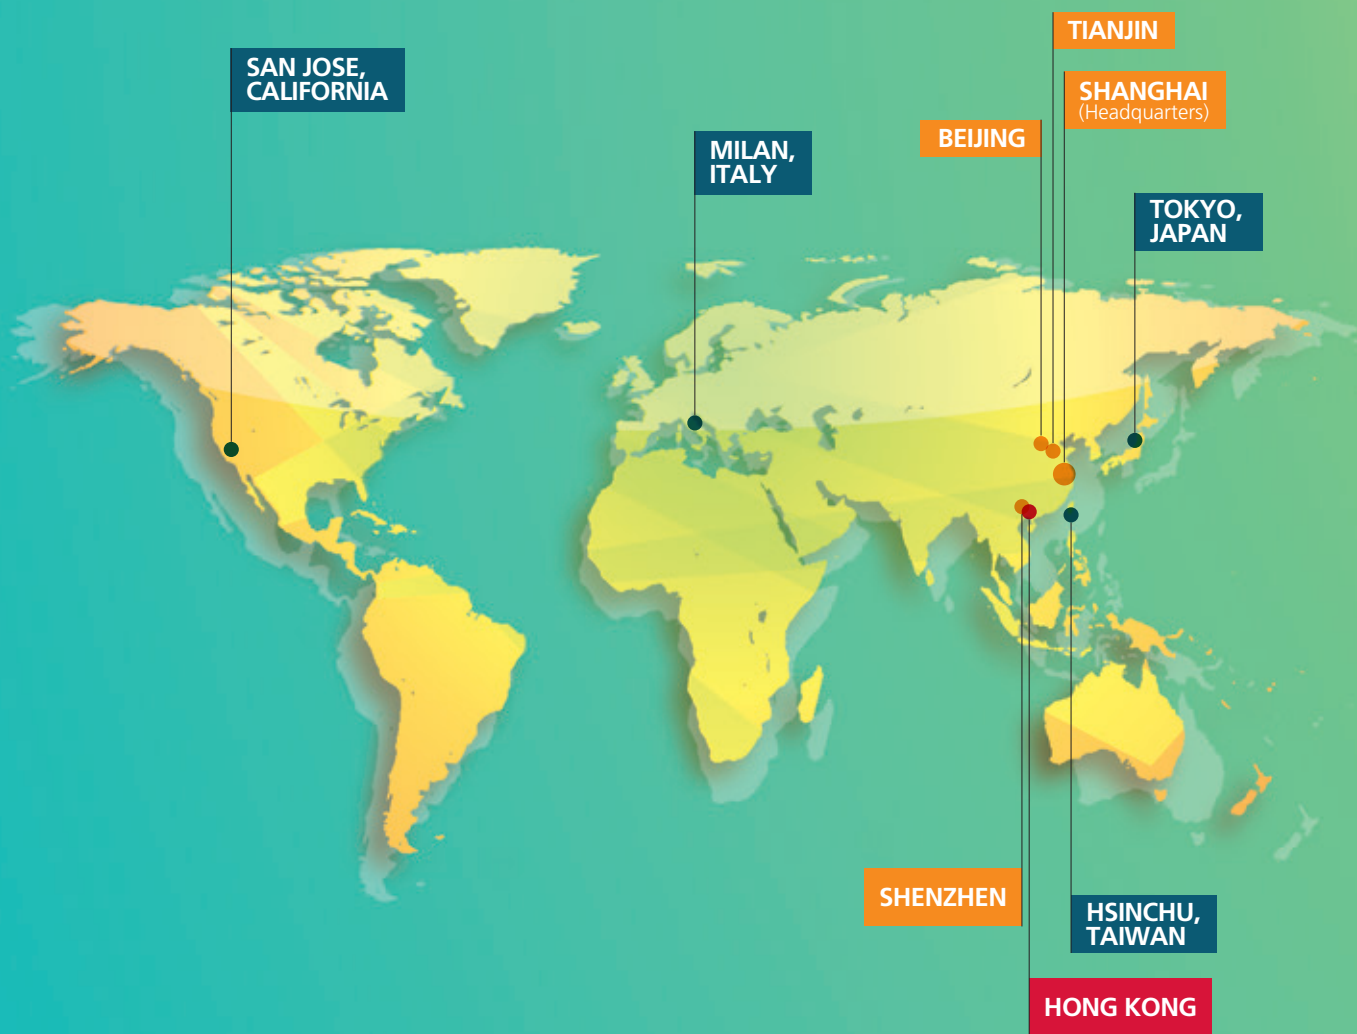 TIANJIN
SAN JOSE,
CALIFORNIA
SHANGHAI
(Headquarters)
BEIJING
MILAN,
ITALY
TOKYO,
JAPAN
SHENZHEN
HSINCHU,
TAIWAN
HONG KONG